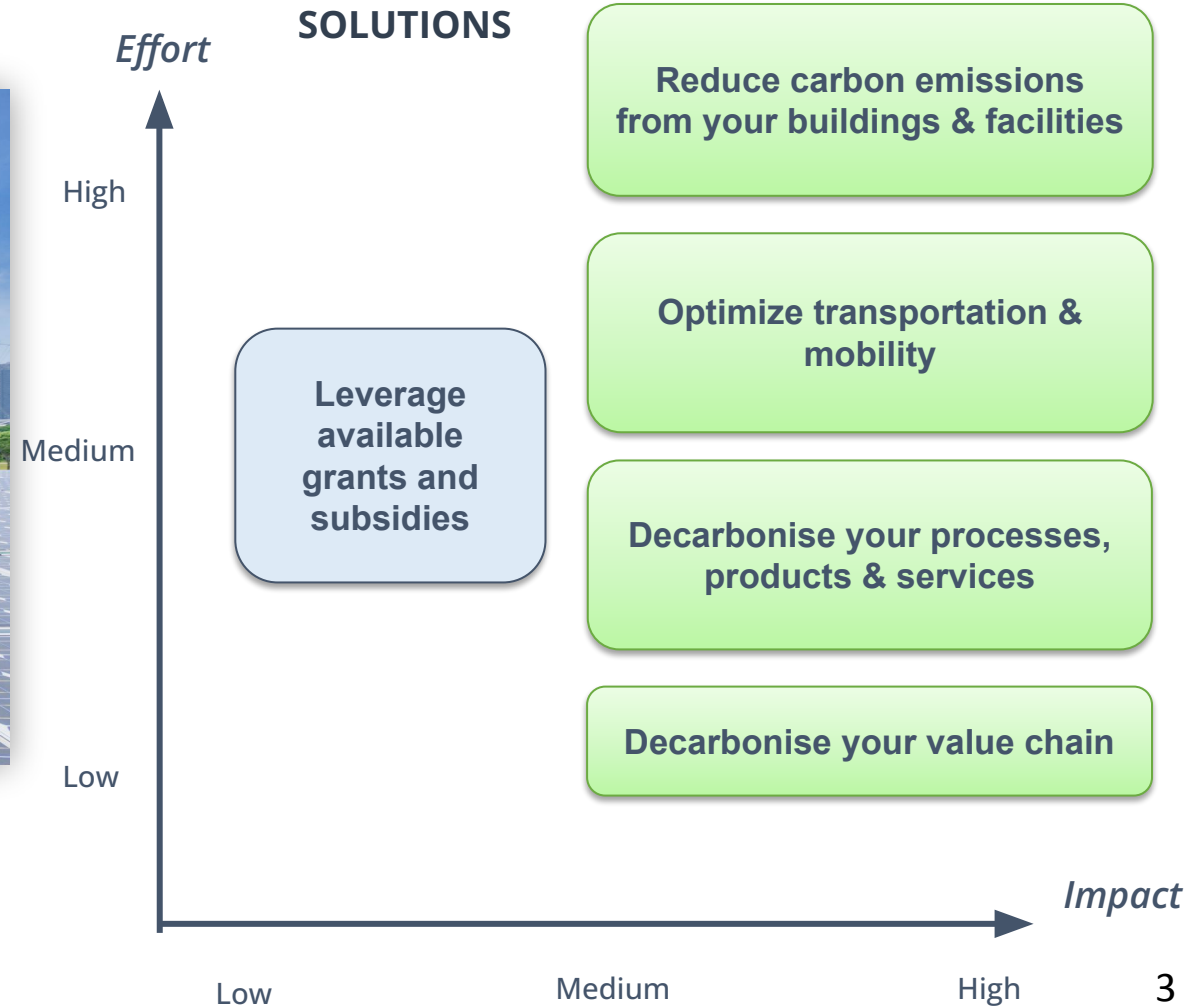 SOLUTIONS
Effort
Reduce carbon emissions
from your buildings & facilities
High
Optimize transportation &
mobility
Leverage
available
grants and
subsidies
Medium
Decarbonise your processes,
products & services
Decarbonise your value chain
Low
Impact
Low
Medium
High
3